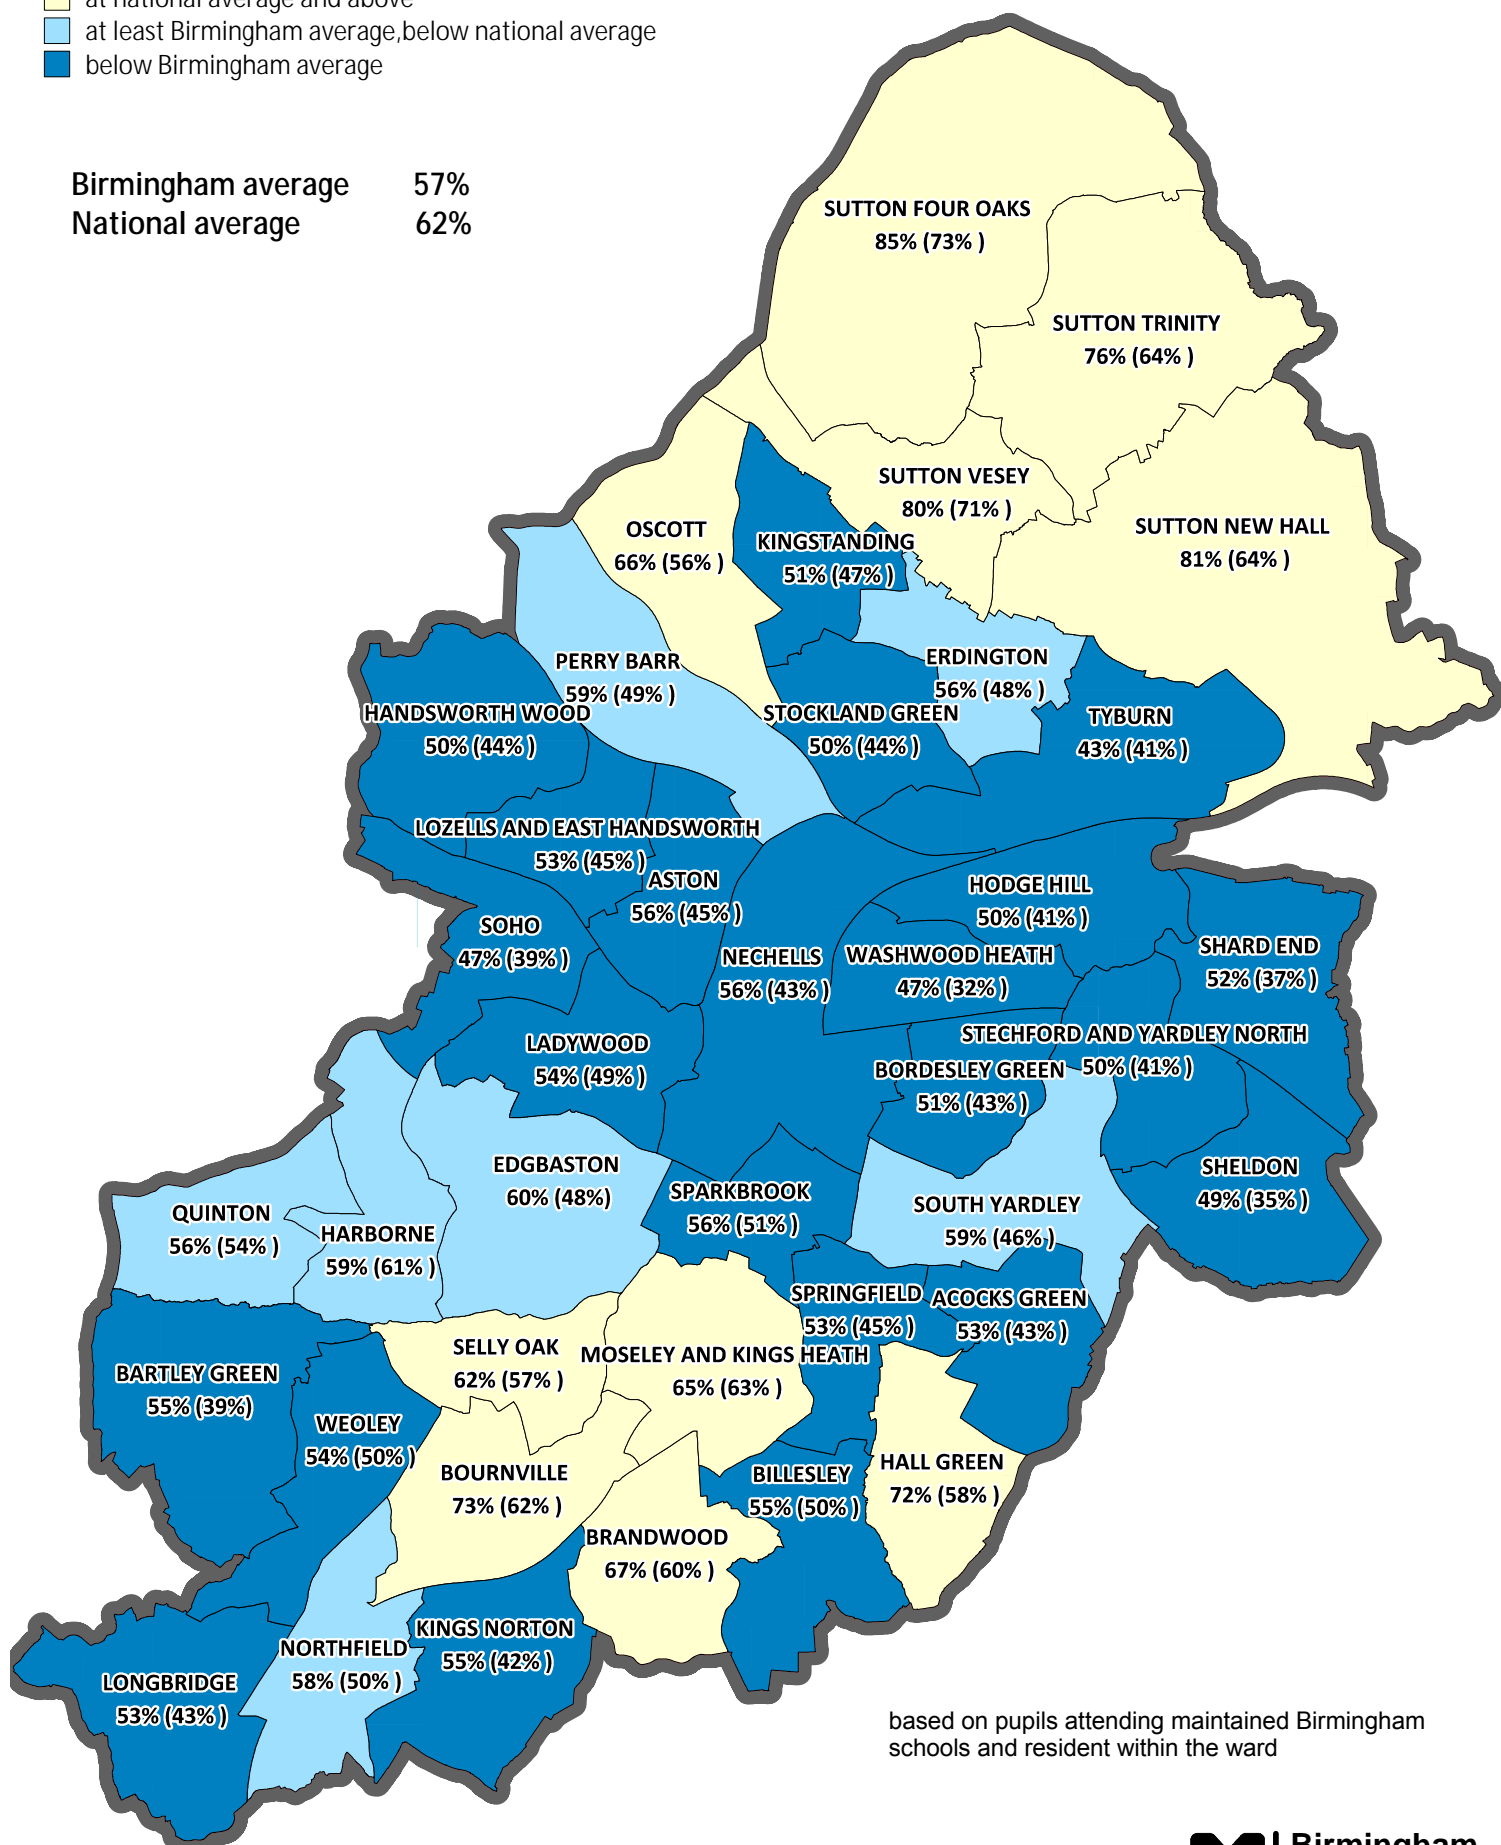 at national average and above
at least Birmingham average,below national average
below Birmingham average
Birmingham average 57%
National average 62%
SUTTON FOUR OAKS
85% (73% )
SUTTON TRINITY
76% (64% )
SUTTON VESEY
80% (71% )
SUTTON NEW HALL
81% (64% )
OSCOTT
66% (56% )
KINGSTANDING
51% (47% )
PERRY BARR
59% (49% )
ERDINGTON
56% (48% )
HANDSWORTH WOOD
50% (44% )
STOCKLAND GREEN
50% (44% )
TYBURN
43% (41% )
LOZELLS AND EAST HANDSWORTH
53% (45% )
ASTON
56% (45% )
HODGE HILL
50% (41% )
SOHO
47% (39% )
NECHELLS
56% (43% )
WASHWOOD HEATH
47% (32% )
SHARD END
52% (37% )
LADYWOOD
54% (49% )
STECHFORD AND YARDLEY NORTH
50% (41% )
BORDESLEY GREEN
51% (43% )
EDGBASTON
60% (48%)
SPARKBROOK
56% (51% )
SHELDON
49% (35% )
SOUTH YARDLEY
59% (46% )
QUINTON
56% (54% )
HARBORNE
59% (61% )
SPRINGFIELD
53% (45% )
ACOCKS GREEN
53% (43% )
SELLY OAK
62% (57% )
MOSELEY AND KINGS HEATH
65% (63% )
BARTLEY GREEN
55% (39%)
WEOLEY
54% (50% )
BOURNVILLE
73% (62% )
BILLESLEY
55% (50% )
HALL GREEN
72% (58% )
BRANDWOOD
67% (60% )
KINGS NORTON
55% (42% )
NORTHFIELD
58% (50% )
LONGBRIDGE
53% (43% )
based on pupils attending maintained Birmingham
schools and resident within the ward
Birmingham